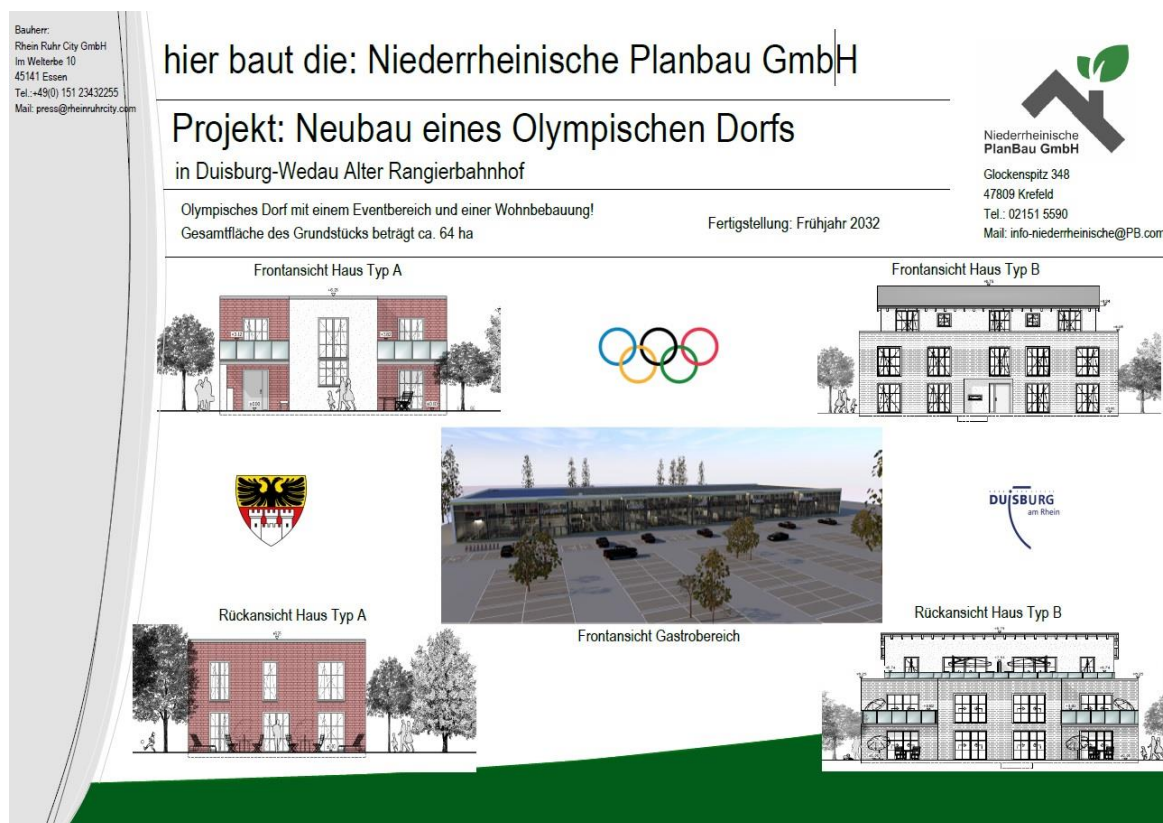 Bauherr:
Rhein Ruhr City GmbH
Im Welterbe 10
45141 Essen
Tel.:+49(0) 151 23432255
Mail: press@rheinruhrcity.com
hier baut die: Niederrheinische Planbau GmbH
Projekt: Neubau eines Olympischen Dorfs
in Duisburg-Wedau Alter Rangierbahnhof
Olympisches Dorf mit einem Eventbereich und einer Wohnbebauung!
Gesamtfläche des Grundstücks beträgt ca. 64 ha
Fertigstellung: Frühjahr 2032
Niederrheinische
PlanBau GmbH
Glockenspitz 348
47809 Krefeld
Tel.: 02151 5590
Mail: info-niederrheinische@PB.com
Frontansicht Haus Typ A
Frontansicht Haus Typ B
DUISBURG
am Rhein
Rückansicht Haus Typ A
Frontansicht Gastrobereich
Rückansicht Haus Typ B